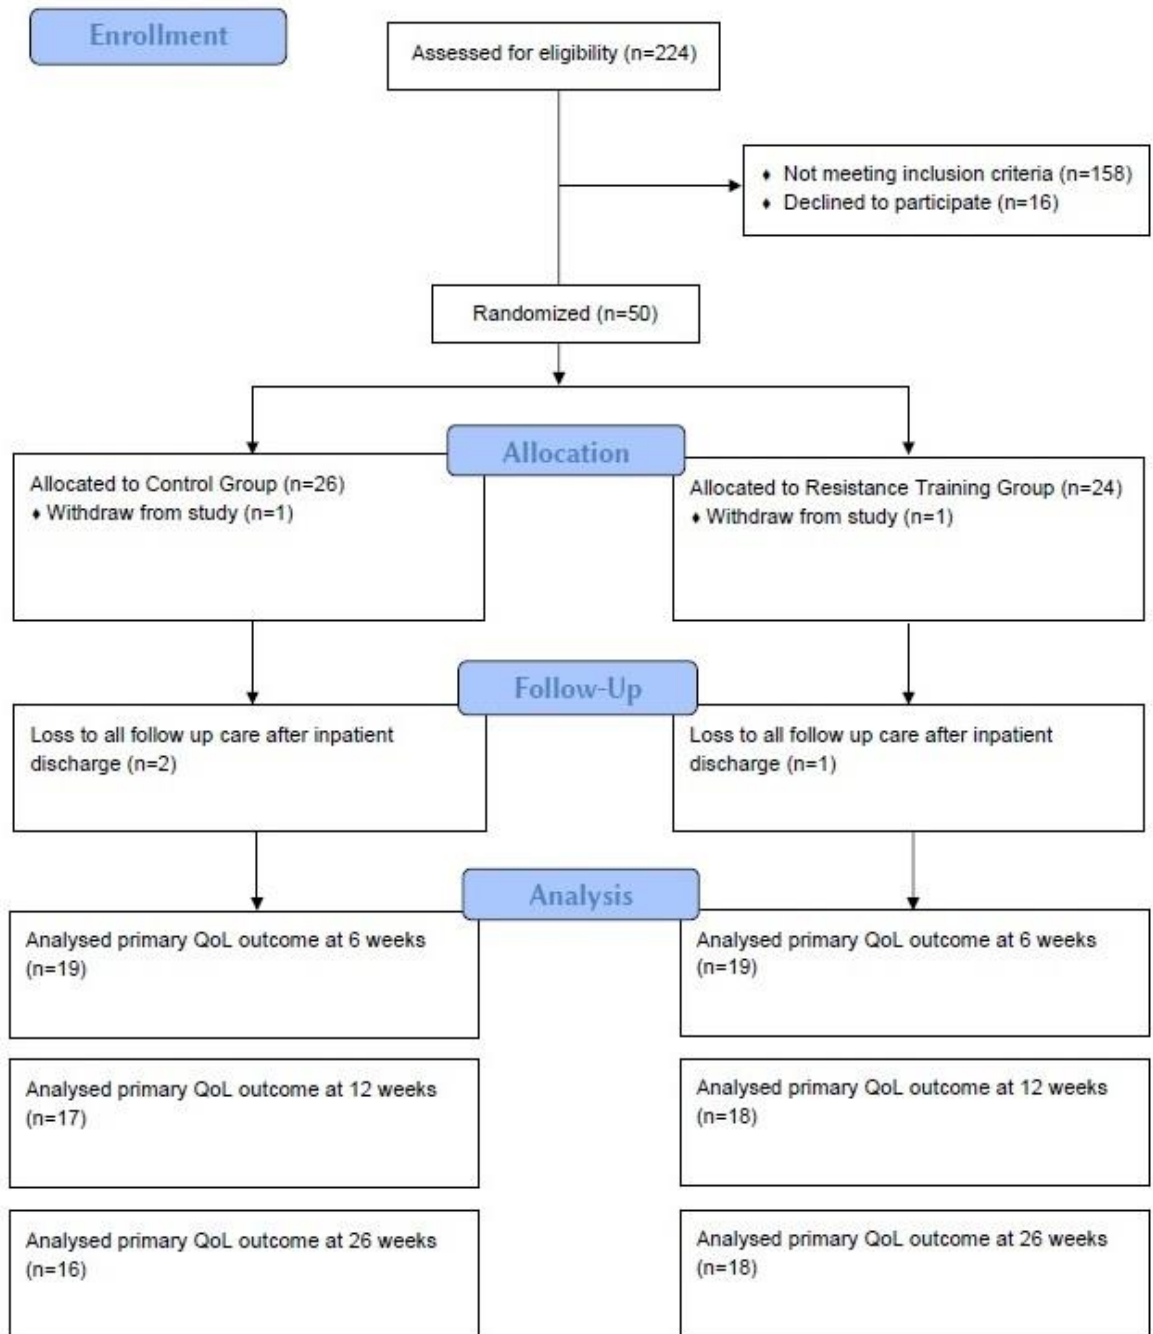 Enrollment
Assessed for eligibility (n=224)
♦ Not meeting inclusion criteria (n=158)
♦ Declined to participate (n=16)
Randomized (n=50)
Allocation
Allocated to Control Group (n=26)
♦ Withdraw from study (n=1)
Allocated to Resistance Training Group (n=24)
♦ Withdraw from study (n=1)
Follow-Up
Loss to all follow up care after inpatient
discharge (n=2)
Loss to all follow up care after inpatient
discharge (n=1)
Analysis
Analysed primary QoL outcome at 6 weeks
(n=19)
Analysed primary QoL outcome at 6 weeks
(n=19)
Analysed primary QoL outcome at 12 weeks
(n=17)
Analysed primary QoL outcome at 12 weeks
(n=18)
Analysed primary QoL outcome at 26 weeks
(n=16)
Analysed primary QoL outcome at 26 weeks
(n=18)